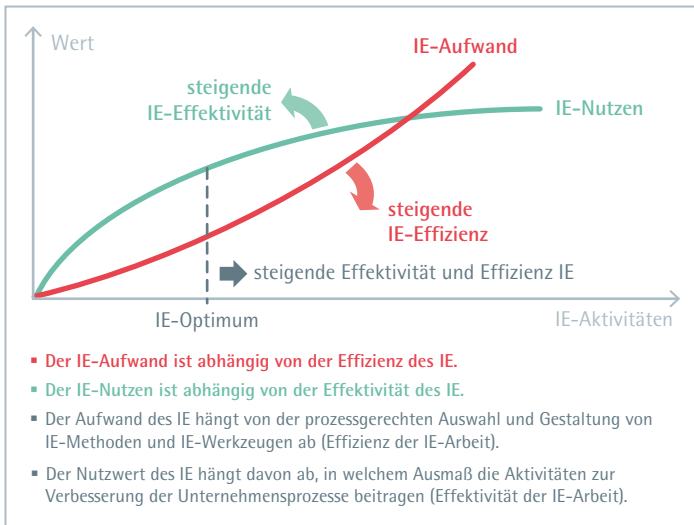 Wert
IE-Aufwand
steigende
IE-Effektivität
IE-Nutzen
steigende
IE-Effizienz
steigende Effektivität und Effizienz IE
IE-Optimum
IE-Aktivitäten
▪ Der IE-Aufwand ist abhängig von der Effizienz des IE.
▪ Der IE-Nutzen ist abhängig von der Effektivität des IE.
▪ Der Aufwand des IE hängt von der prozessgerechten Auswahl und Gestaltung von
IE-Methoden und IE-Werkzeugen ab (Effizienz der IE-Arbeit).
▪ Der Nutzwert des IE hängt davon ab, in welchem Ausmaß die Aktivitäten zur
Verbesserung der Unternehmensprozesse beitragen (Effektivität der IE-Arbeit).